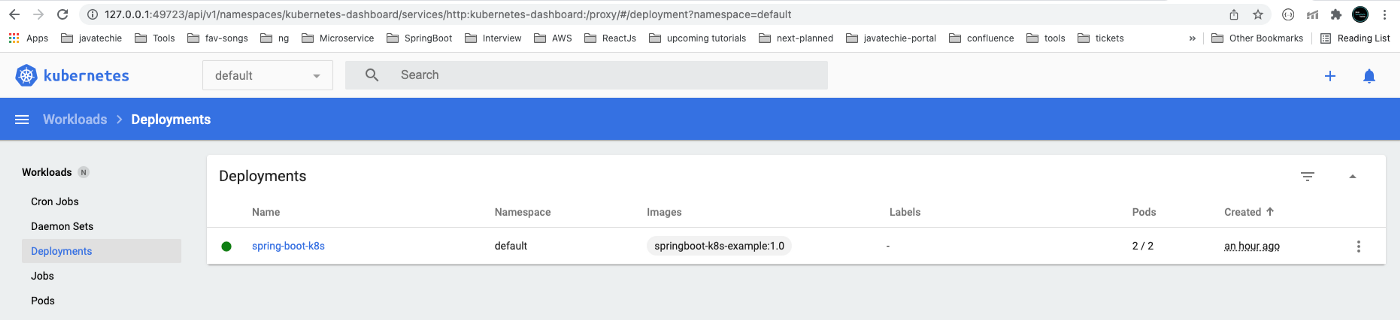 127.0.0.1:49723/api/v1/namespaces/kubernetes-dashboard/services/http:kubernetes-dashboard:/proxy/#/deployment?namespace=default
Apps javatechie Tools fav-songs ng Microservice SpringBoot Interview AWS ReactJs upcoming tutorials next-planned javatechie-portal confluence tools tickets » Other Bookmarks Reading List
kubernetes default Search
Workloads > Deployments
Workloads N
Cron Jobs
Daemon Sets
Deployments
Jobs
Pods
Deployments
Name Namespace Images Labels Pods Created ↑
spring-boot-k8s default springboot-k8s-example:1.0 - 2 / 2 an hour ago